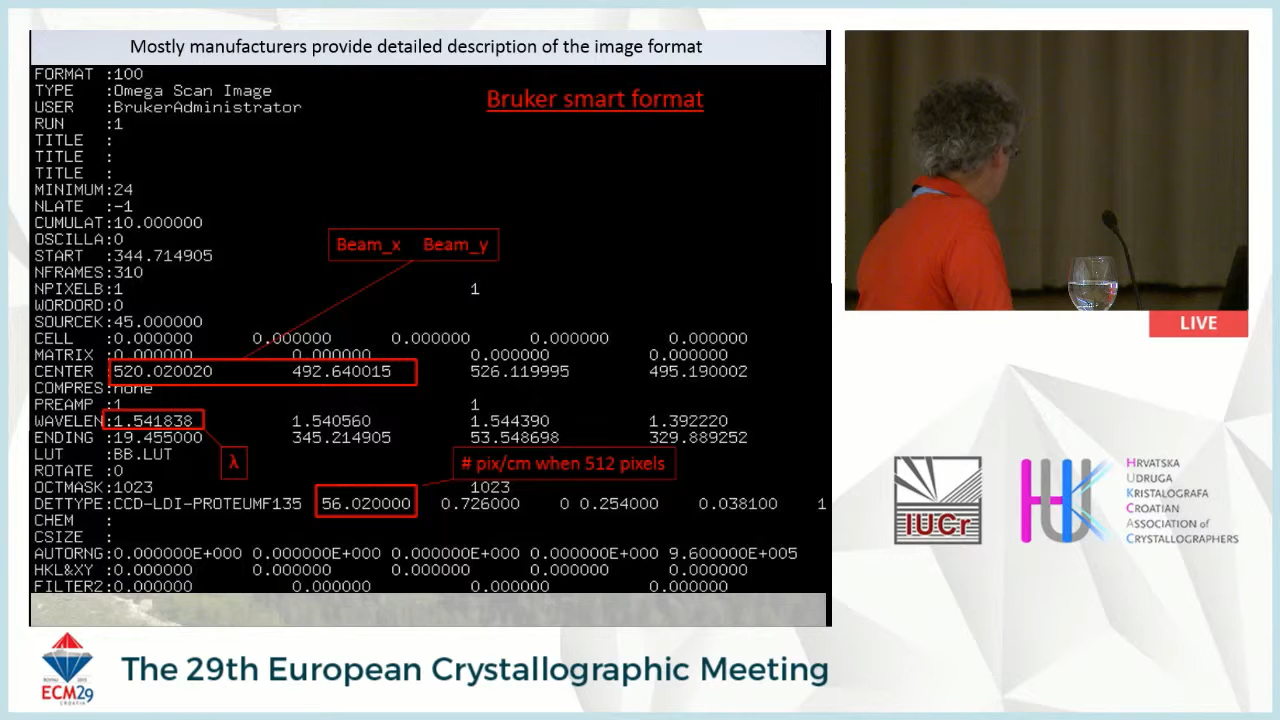 Mostly manufacturers provide detailed description of the image format
Bruker smart format
FORMAT :100
TYPE :Omega Scan Image
USER :BrukerAdministrator
RUN :1
TITLE :
TITLE :
TITLE :
MINIMUM:24
NLATE :-1
CUMULAT:10.000000
OSCILLA:0
START :344.714905
Beam_x Beam_y
NFRAMES:310
NPIXELB:1 1
WORDORD:0
SOURCEK:45.000000
CELL :0.000000 0.000000 0.000000 0.000000 0.000000
MATRIX :0.000000 0.000000 0.000000 0.000000
CENTER :520.020020 492.640015 526.119995 495.190002
COMPRES:none
PREAMP :1 1
WAVELEN:1.541838 1.540560 1.544390 1.392220
ENDING :19.455000 345.214905 53.548698 329.889252
LUT :BB.LUT
λ
# pix/cm when 512 pixels
ROTATE :0
OCTMASK:1023 1023
DETTYPE:CCD-LDI-PROTEUMF135 56.020000 0.726000 0 0.254000 0.038100 1
CHEM :
CSIZE :
AUTORNG:0.000000E+000 0.000000E+000 0.000000E+000 0.000000E+000 9.600000E+005
HKL&XY :0.000000 0.000000 0.000000 0.000000 0.000000
FILTER2:0.000000 0.000000 0.000000 0.000000
LIVE
IUCr
HRVATSKA
UDRUGA
KRISTALOGRAFA
CROATIAN
ASSOCIATION of
CRYSTALLOGRAPHERS
ECM29
CROATIA
The 29th European Crystallographic Meeting